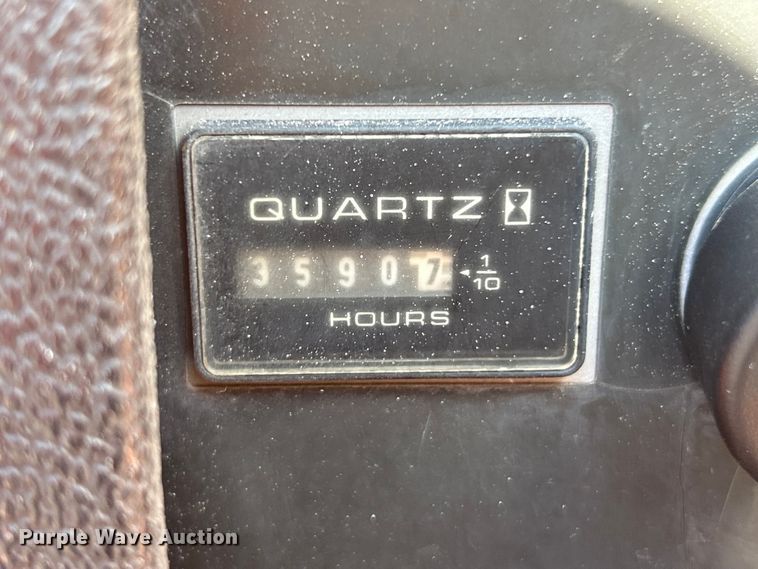 QUARTZ
35907 1/10
HOURS
Purple Wave Auction